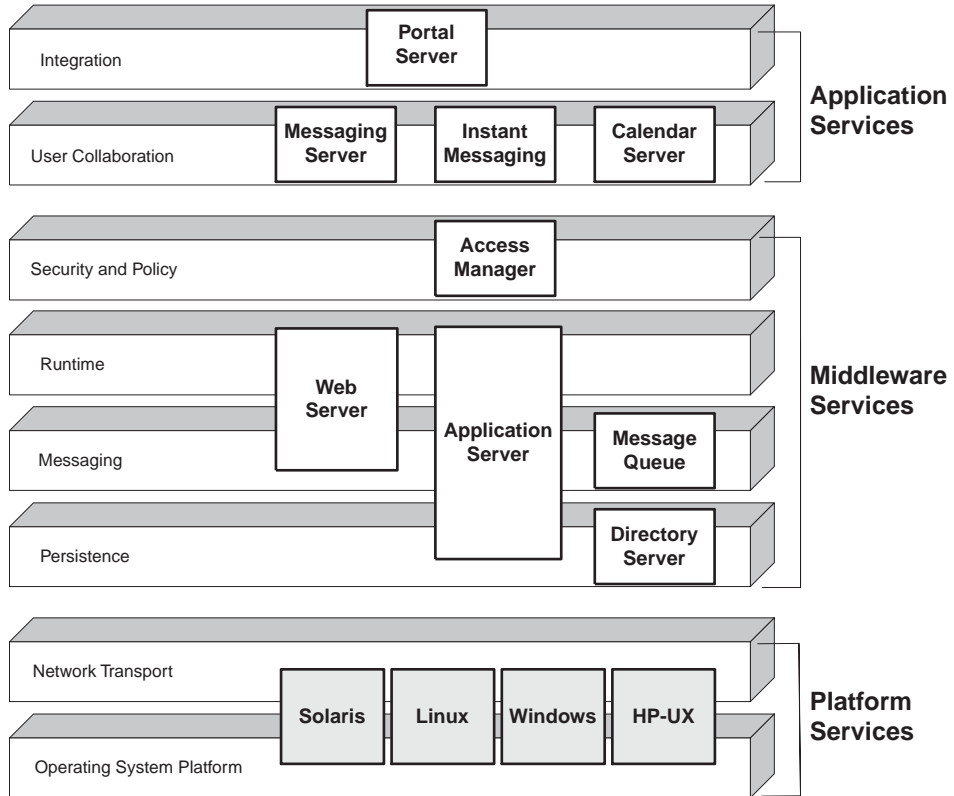 Portal
Server
Integration
Application
Services
Messaging
Server
Instant
Messaging
Calendar
Server
User Collaboration
Access
Manager
Security and Policy
Runtime
Web
Server
Middleware
Services
Application
Server
Message
Queue
Messaging
Directory
Server
Persistence
Network Transport
Solaris
Linux
Windows
HP-UX
Platform
Services
Operating System Platform